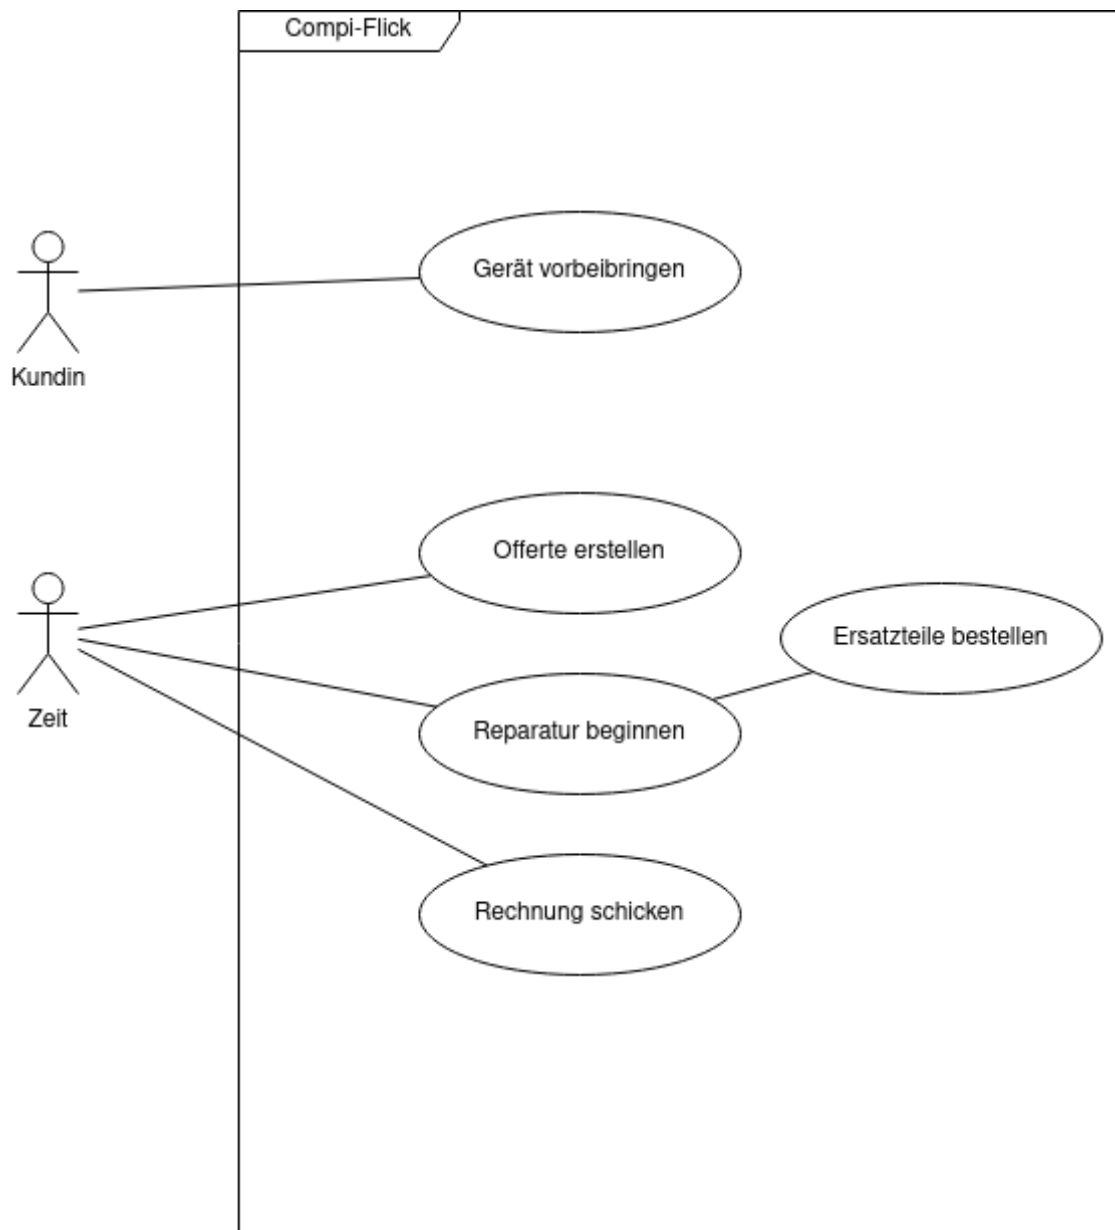 Compi-Flick
Gerät vorbeibringen
Kundin
Offerte erstellen
Ersatzteile bestellen
Zeit
Reparatur beginnen
Rechnung schicken